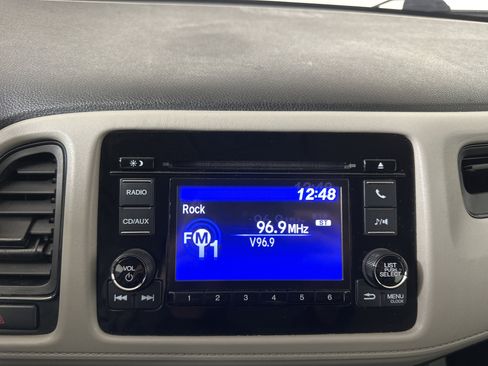 12:48
RADIO
Rock
CD/AUX
96.9 MHz
ST
FM1
V96.9
VOL
LIST
PUSH
SELECT
1 2 3 4 5 6
MENU
CLOCK